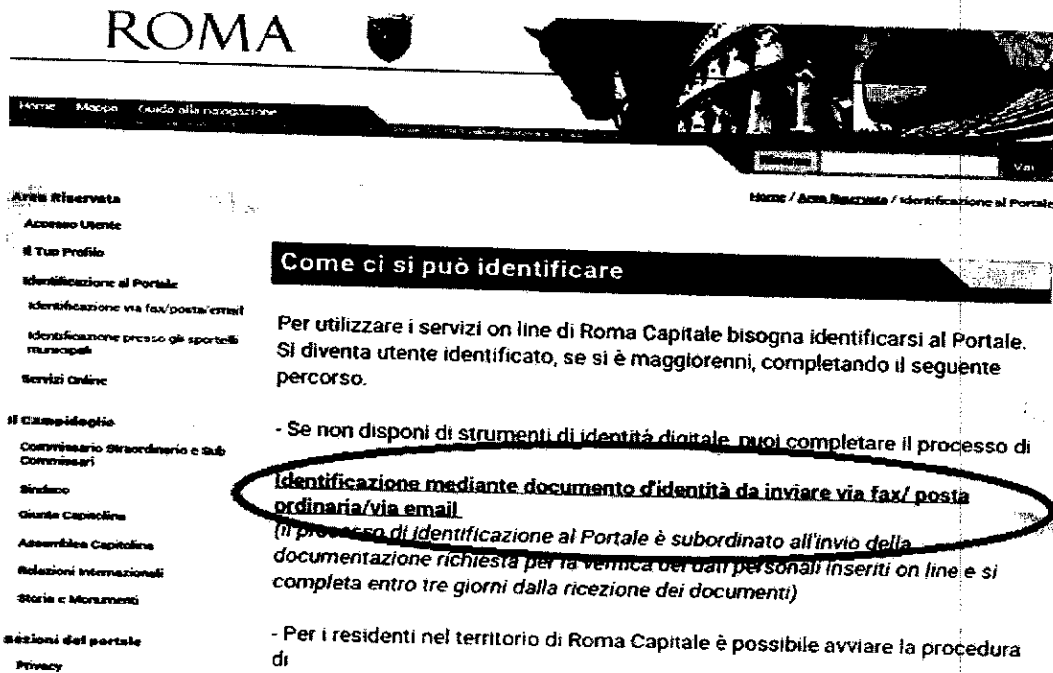 ROMA
Home Mappa Guida alla navigazione
Vai
Home / Area Riservata / Identificazione al Portale
Area Riservata
Accesso Utente
Il Tuo Profilo
Identificazione al Portale
Identificazione via fax/posta/email
Identificazione presso gli sportelli
municipali
Servizi Online
Il Campidoglio
Commissario Straordinario e Sub
Commissari
Sindaco
Giunta Capitolina
Assemblea Capitolina
Relazioni Internazionali
Storia e Monumenti
Sezioni del portale
Privacy
Come ci si può identificare
Per utilizzare i servizi on line di Roma Capitale bisogna identificarsi al Portale.
Si diventa utente identificato, se si è maggiorenni, completando il seguente
percorso.
- Se non disponi di strumenti di identità digitale puoi completare il processo di
Identificazione mediante documento d'identità da inviare via fax/ posta
ordinaria/via email
(Il processo di identificazione al Portale è subordinato all'invio della
documentazione richiesta per la verifica dei dati personali inseriti on line e si
completa entro tre giorni dalla ricezione dei documenti)
- Per i residenti nel territorio di Roma Capitale è possibile avviare la procedura
di